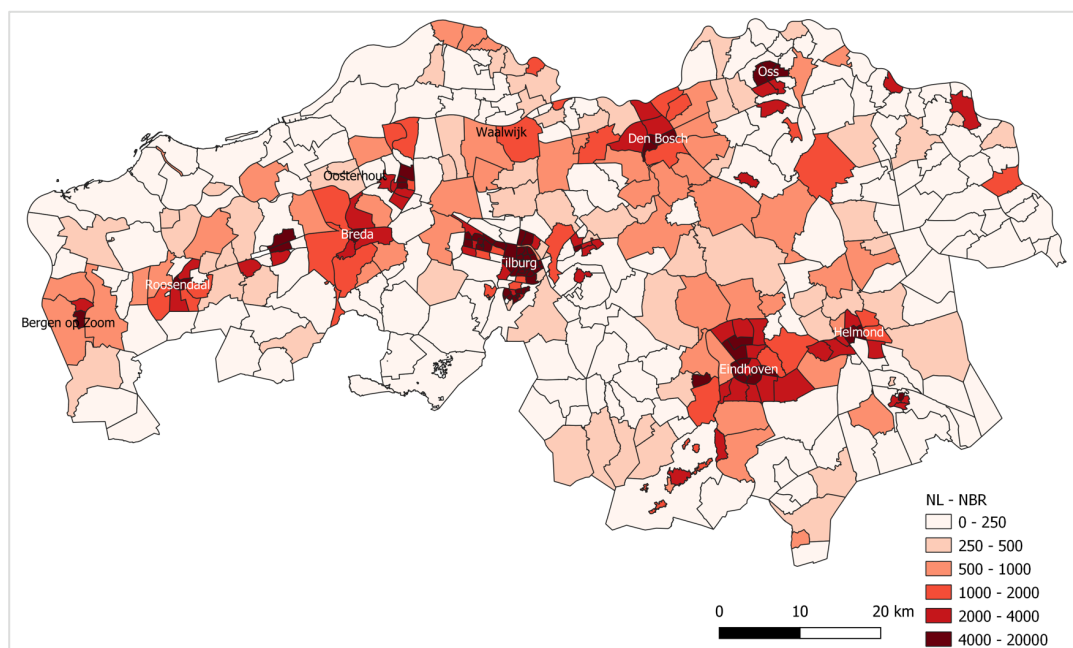 Oss
Waalwijk
Den Bosch
Oosterhout
Breda
Tilburg
Roosendaal
Bergen op Zoom
Helmond
Eindhoven
NL - NBR
0 - 250
250 - 500
500 - 1000
1000 - 2000
2000 - 4000
4000 - 20000
0 10 20 km